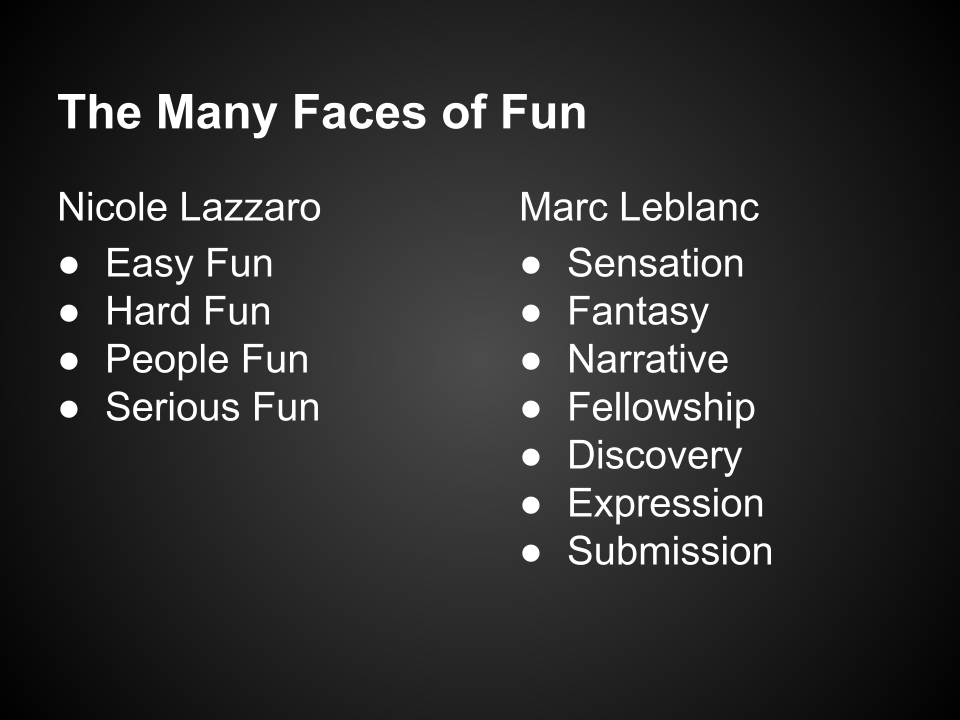 The Many Faces of Fun
Nicole Lazzaro
● Easy Fun
● Hard Fun
● People Fun
● Serious Fun
Marc Leblanc
● Sensation
● Fantasy
● Narrative
● Fellowship
● Discovery
● Expression
● Submission